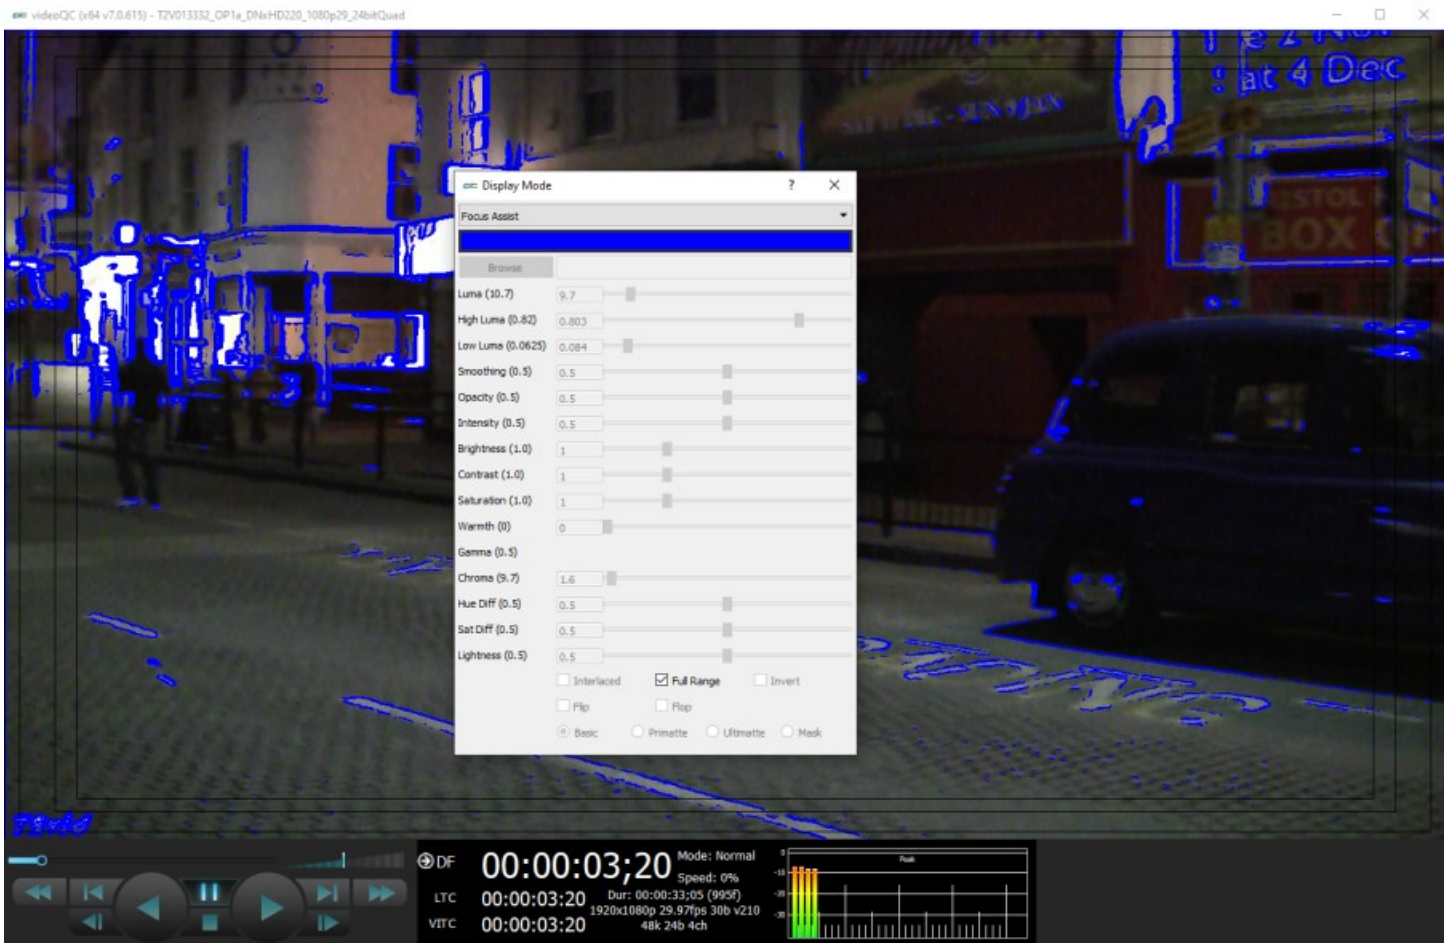 videoQC (x64 v7.0.615) - T2V013332_OP1a_DNxHD220_1080p29_24bitQuad
Sat 4 Dec
Display Mode
?
Focus Assist
Browse
Luma (10.7) 9.7
High Luma (0.82) 0.803
Low Luma (0.0625) 0.084
Smoothing (0.5) 0.5
Opacity (0.5) 0.5
Intensity (0.5) 0.5
Brightness (1.0) 1
Contrast (1.0) 1
Saturation (1.0) 1
Warmth (0) 0
Gamma (0.5)
Chroma (9.7) 1.6
Hue Diff (0.5) 0.5
Sat Diff (0.5) 0.5
Lightness (0.5) 0.5
Interlaced Full Range Invert
Flip Flop
Basic Primatte Ultimatte Mask
BOX
DF 00:00:03;20 Mode: Normal
Speed: 0%
LTC 00:00:03:20 Dur: 00:00:33;05 (995f)
1920x1080p 29.97fps 30b v210
VITC 00:00:03:20 48k 24b 4ch
Peak
0
-10
-20
-30